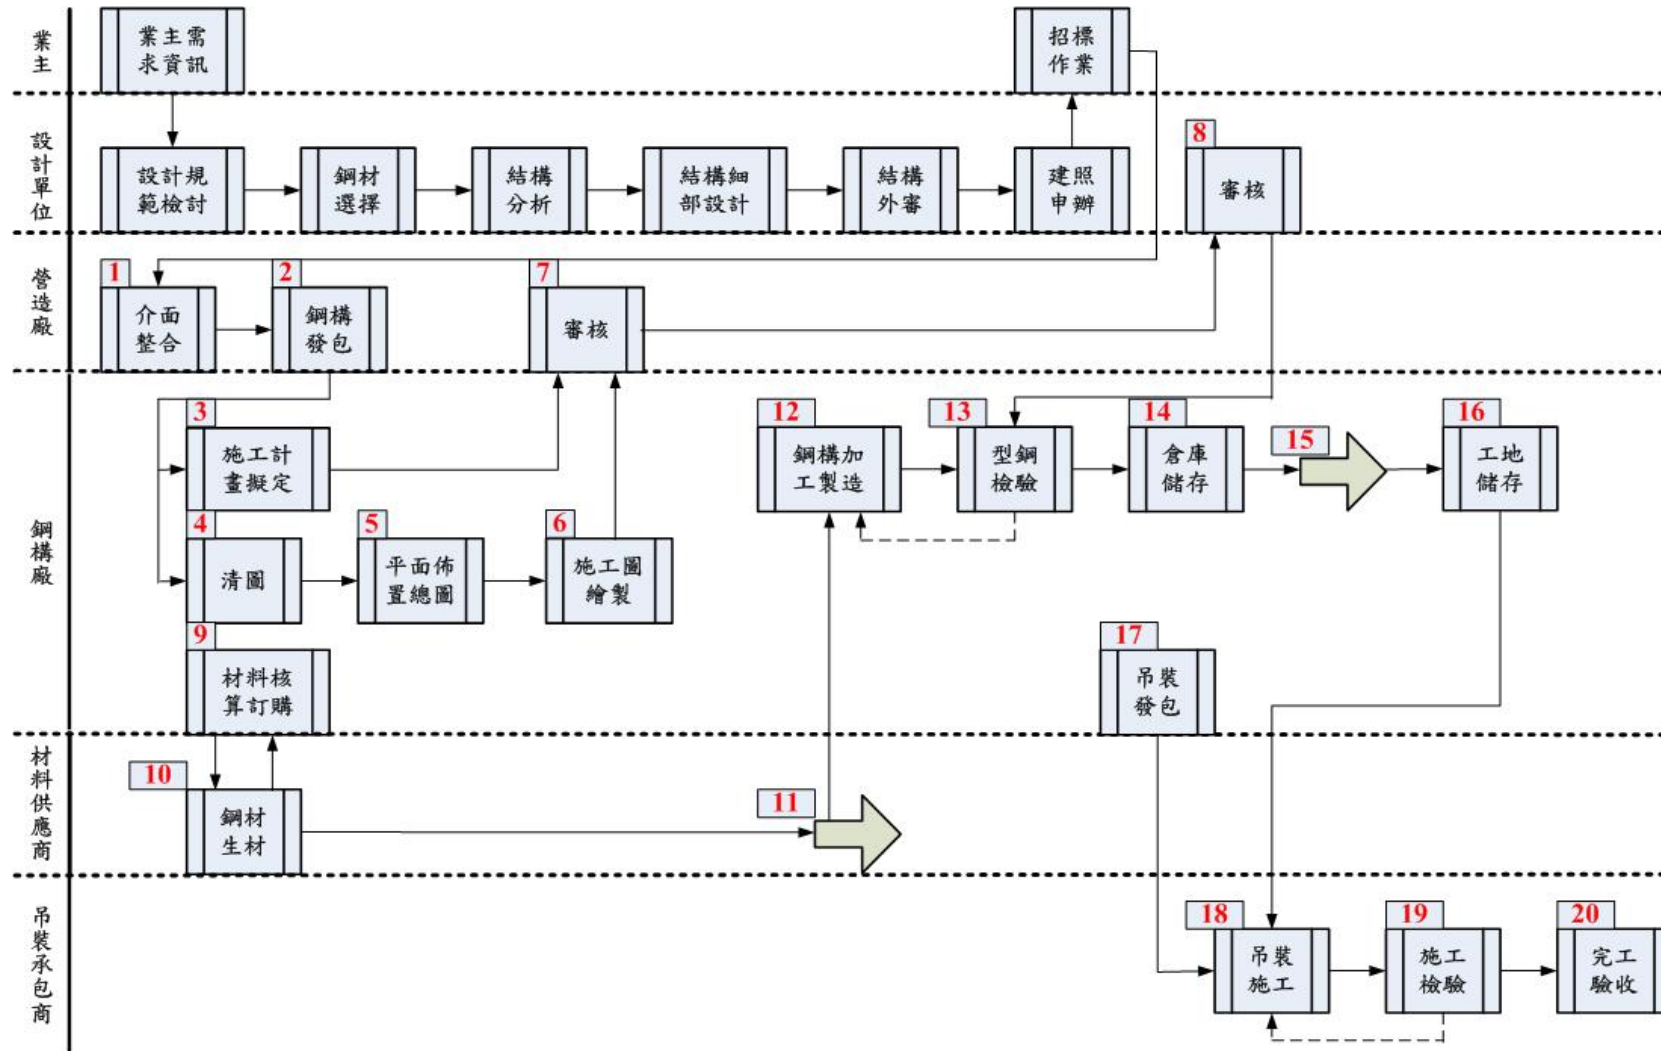 業主
業主需
求資訊
招標
作業
設計單位
設計規
範檢討
鋼材
選擇
結構
分析
結構細
部設計
結構
外審
建照
申辦
8
審核
營造廠
1
介面
整合
2
鋼構
發包
7
審核
鋼構廠
3
施工計
畫擬定
12
鋼構加
工製造
13
型鋼
檢驗
14
倉庫
儲存
15
16
工地
儲存
4
清圖
5
平面佈
置總圖
6
施工圖
繪製
9
材料核
算訂購
17
吊裝
發包
材料供應商
10
鋼材
生材
11
吊裝承包商
18
吊裝
施工
19
施工
檢驗
20
完工
驗收